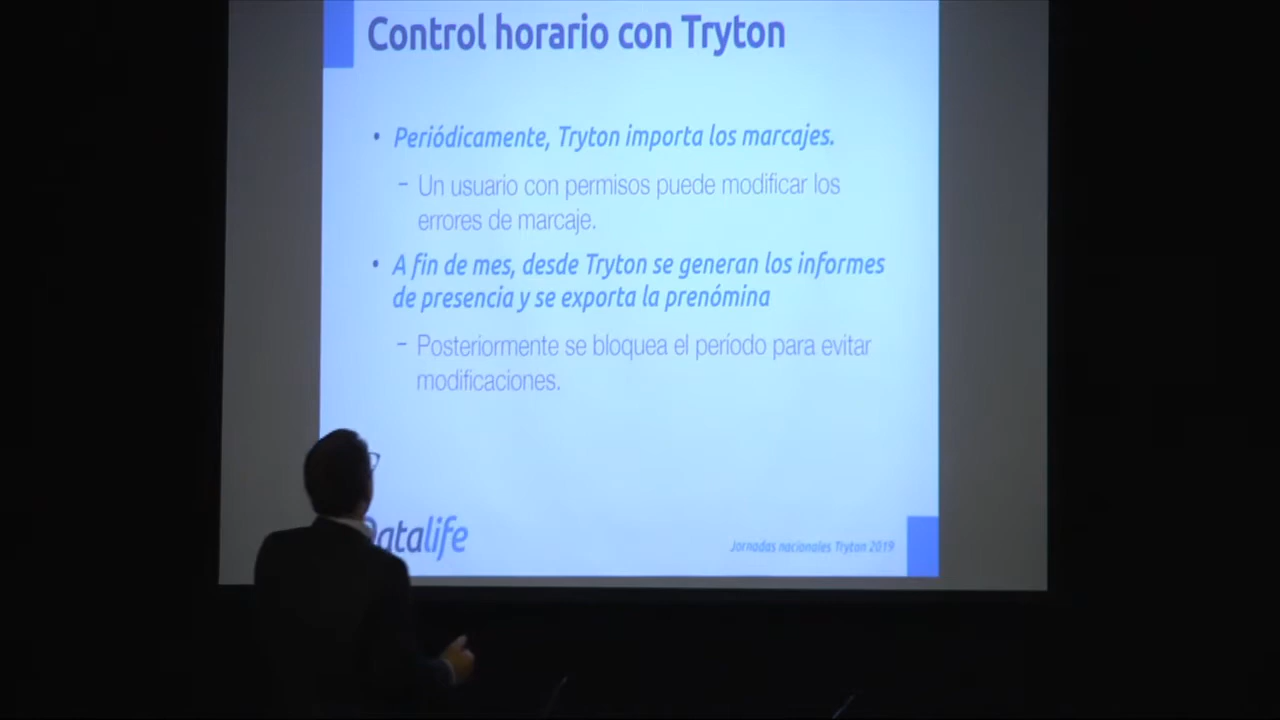 Control horario con Tryton
• Periódicamente, Tryton importa los marcajes.
– Un usuario con permisos puede modificar los
errores de marcaje.
• A fin de mes, desde Tryton se generan los informes
de presencia y se exporta la prenómina
– Posteriormente se bloquea el período para evitar
modificaciones.
Datalife
Jornadas nacionales Tryton 2019